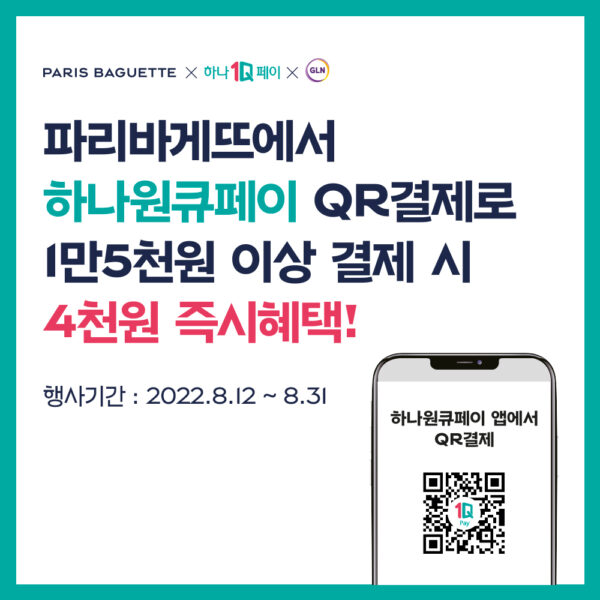 PARIS BAGUETTE × 하나 1Q 페이 × GLN
파리바게뜨에서
하나원큐페이 QR결제로
1만5천원 이상 결제 시
4천원 즉시혜택!
행사기간 : 2022.8.12 ~ 8.31
하나원큐페이 앱에서
QR결제
1Q
Pay